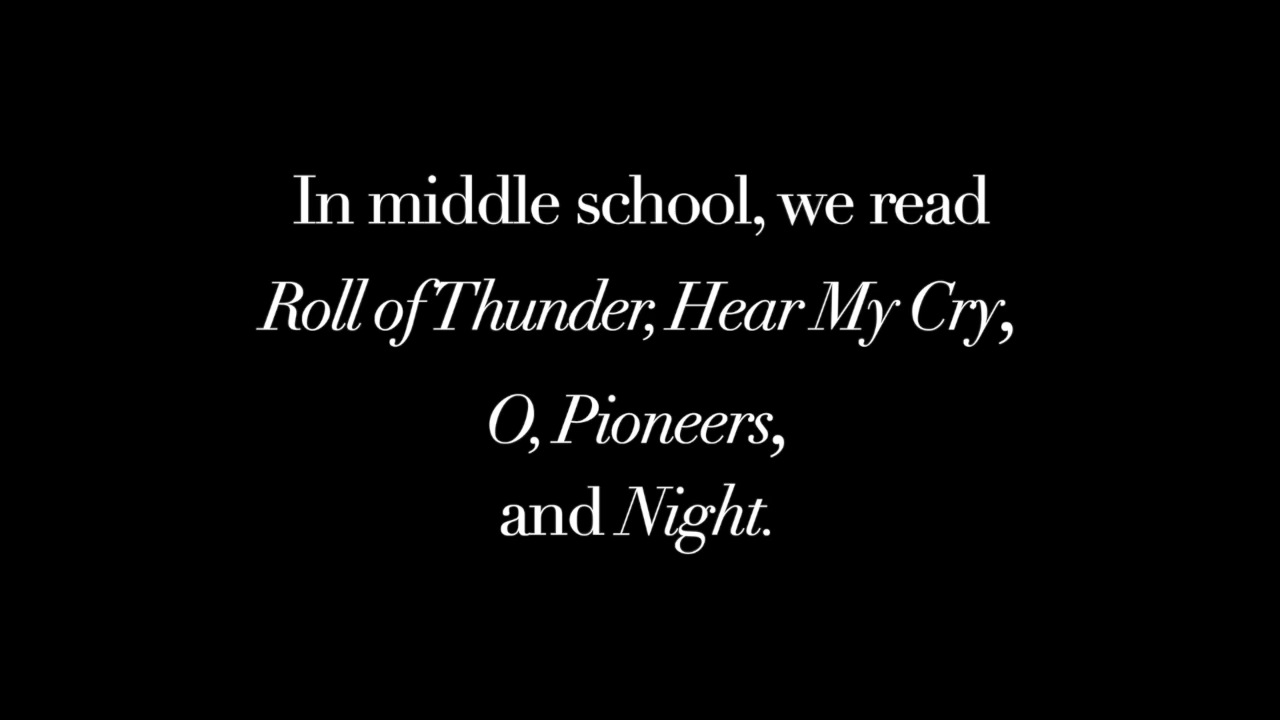 In middle school, we read
Roll of Thunder, Hear My Cry,
O, Pioneers,
and Night.